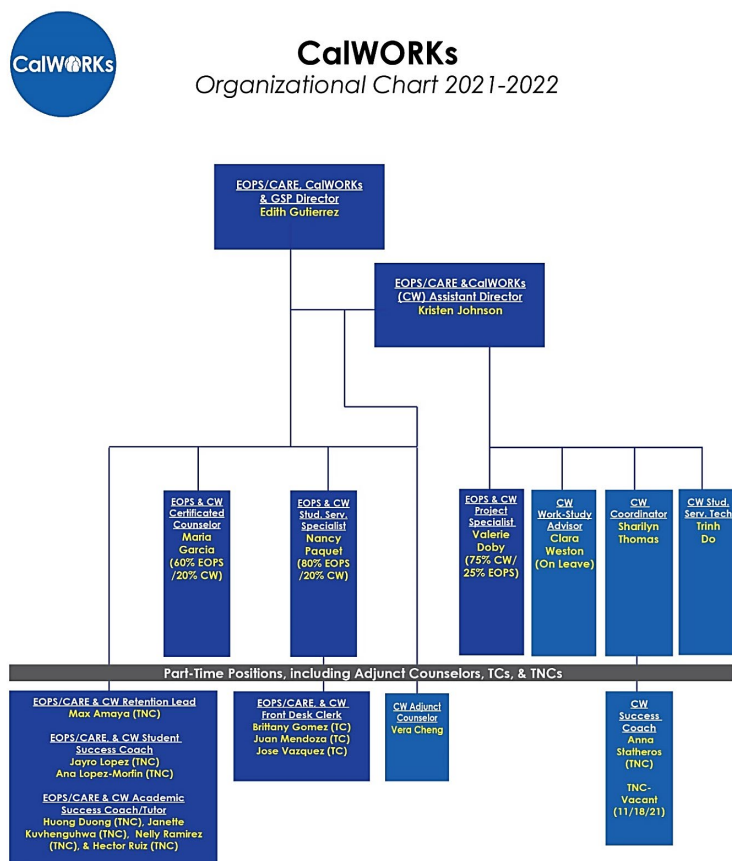 CalWORKs
CalWORKs
Organizational Chart 2021-2022
EOPS/CARE, CalWORKs
& GSP Director
Edith Gutierrez
EOPS/CARE &CalWORKs
(CW) Assistant Director
Kristen Johnson
EOPS & CW
Certificated
Counselor
Maria
Garcia
(60% EOPS
/20% CW)
EOPS & CW
Stud. Serv.
Specialist
Nancy
Paquet
(80% EOPS
/20% CW)
EOPS & CW
Project
Specialist
Valerie
Doby
(75% CW/
25% EOPS)
CW
Work-Study
Advisor
Clara
Weston
(On Leave)
CW
Coordinator
Sharilyn
Thomas
CW Stud.
Serv. Tech
Trinh
Do
Part-Time Positions, including Adjunct Counselors, TCs, & TNCs
EOPS/CARE & CW Retention Lead
Max Amaya (TNC)
EOPS/CARE, & CW Student
Success Coach
Jayro Lopez (TNC)
Ana Lopez-Morfin (TNC)
EOPS/CARE & CW Academic
Success Coach/Tutor
Huong Duong (TNC), Janette
Kuvhenguhwa (TNC), Nelly Ramirez
(TNC), & Hector Ruiz (TNC)
EOPS/CARE, & CW
Front Desk Clerk
Brittany Gomez (TC)
Juan Mendoza (TC)
Jose Vazquez (TC)
CW Adjunct
Counselor
Vera Cheng
CW
Success
Coach
Anna
Statheros
(TNC)
TNC-
Vacant
(11/18/21)